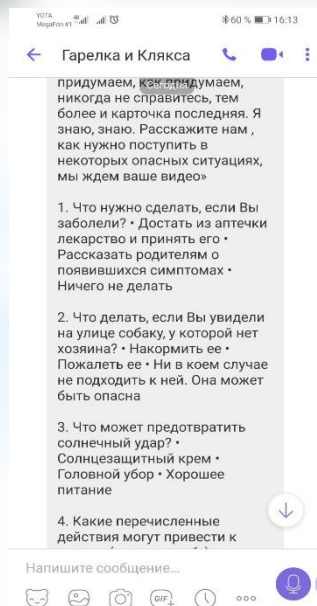 YOTA
MegaFon #1
60 % 16:13
Гарелка и Клякса
придумаем, как придумаем,
Сегодня
никогда не справитесь, тем
более и карточка последняя. Я
знаю, знаю. Расскажите нам ,
как нужно поступить в
некоторых опасных ситуациях,
мы ждем ваше видео»
1. Что нужно сделать, если Вы
заболели? • Достать из аптечки
лекарство и принять его •
Рассказать родителям о
появившихся симптомах •
Ничего не делать
2. Что делать, если Вы увидели
на улице собаку, у которой нет
хозяина? • Накормить ее •
Пожалеть ее • Ни в коем случае
не подходить к ней. Она может
быть опасна
3. Что может предотвратить
солнечный удар? •
Солнцезащитный крем •
Головной убор • Хорошее
питание
4. Какие перечисленные
действия могут привести к
Напишите сообщение...
GIF